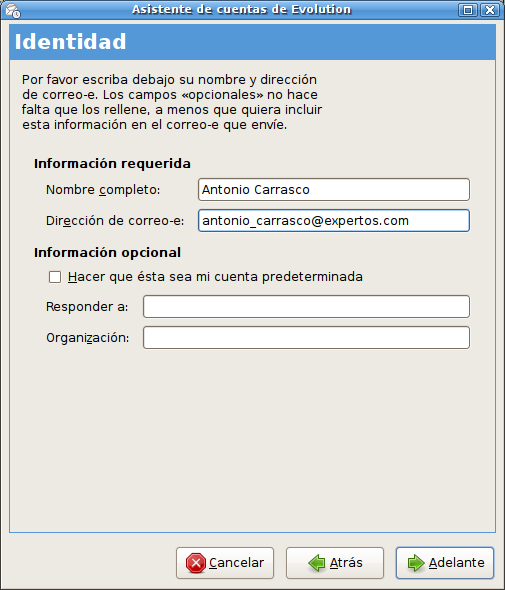 Asistente de cuentas de Evolution
Identidad
Por favor escriba debajo su nombre y dirección
de correo-e. Los campos «opcionales» no hace
falta que los rellene, a menos que quiera incluir
esta información en el correo-e que envíe.
Información requerida
Nombre completo: Antonio Carrasco
Dirección de correo-e: antonio_carrasco@expertos.com
Información opcional
Hacer que ésta sea mi cuenta predeterminada
Responder a:
Organización:
Cancelar Atrás Adelante